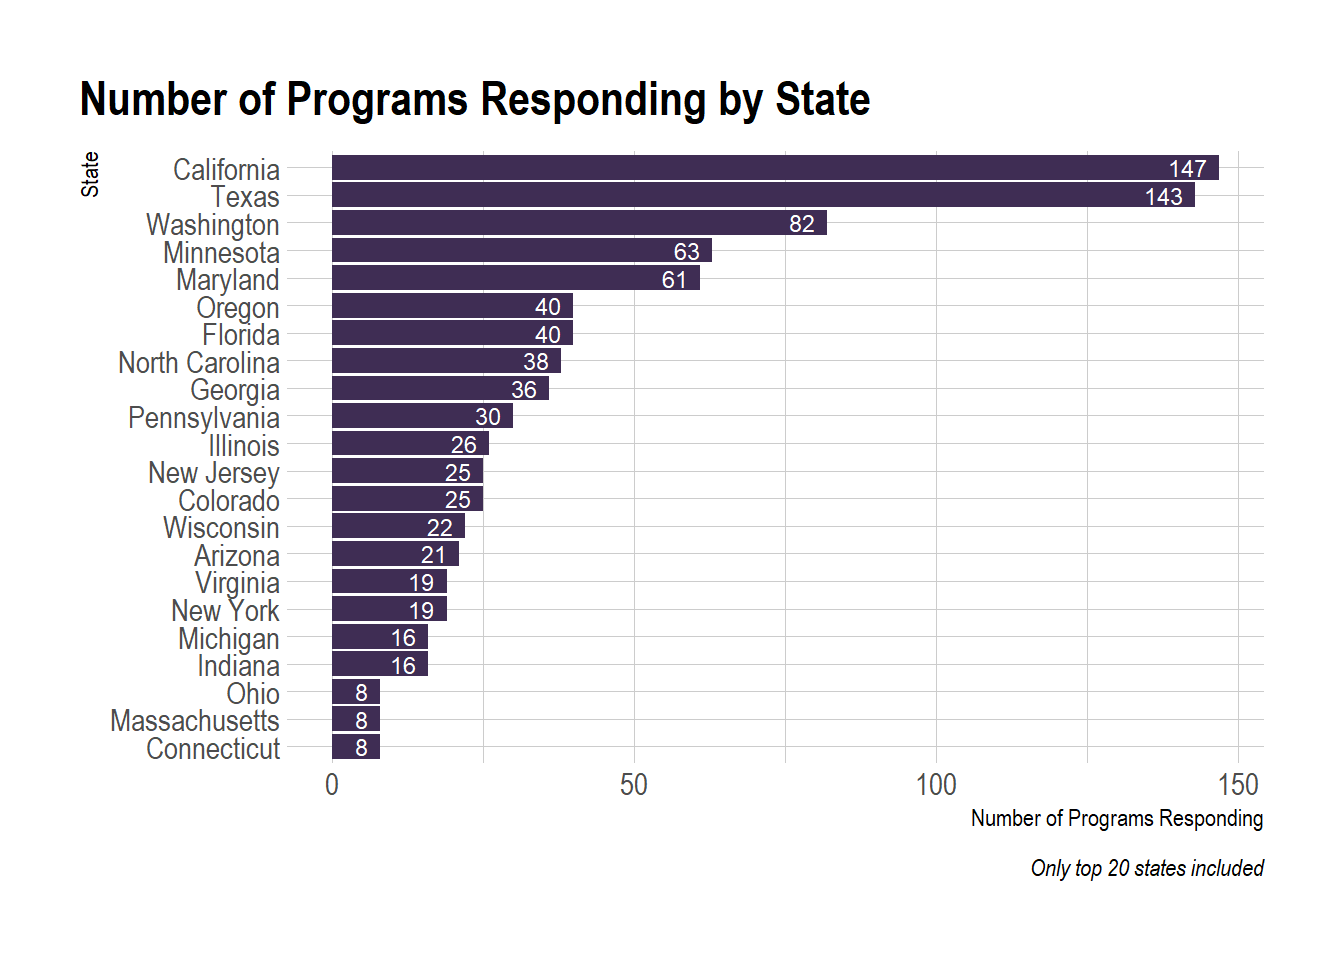 Number of Programs Responding by State
State
California 147
Texas 143
Washington 82
Minnesota 63
Maryland 61
Oregon 40
Florida 40
North Carolina 38
Georgia 36
Pennsylvania 30
Illinois 26
New Jersey 25
Colorado 25
Wisconsin 22
Arizona 21
Virginia 19
New York 19
Michigan 16
Indiana 16
Ohio 8
Massachusetts 8
Connecticut 8
0 50 100 150
Number of Programs Responding
Only top 20 states included